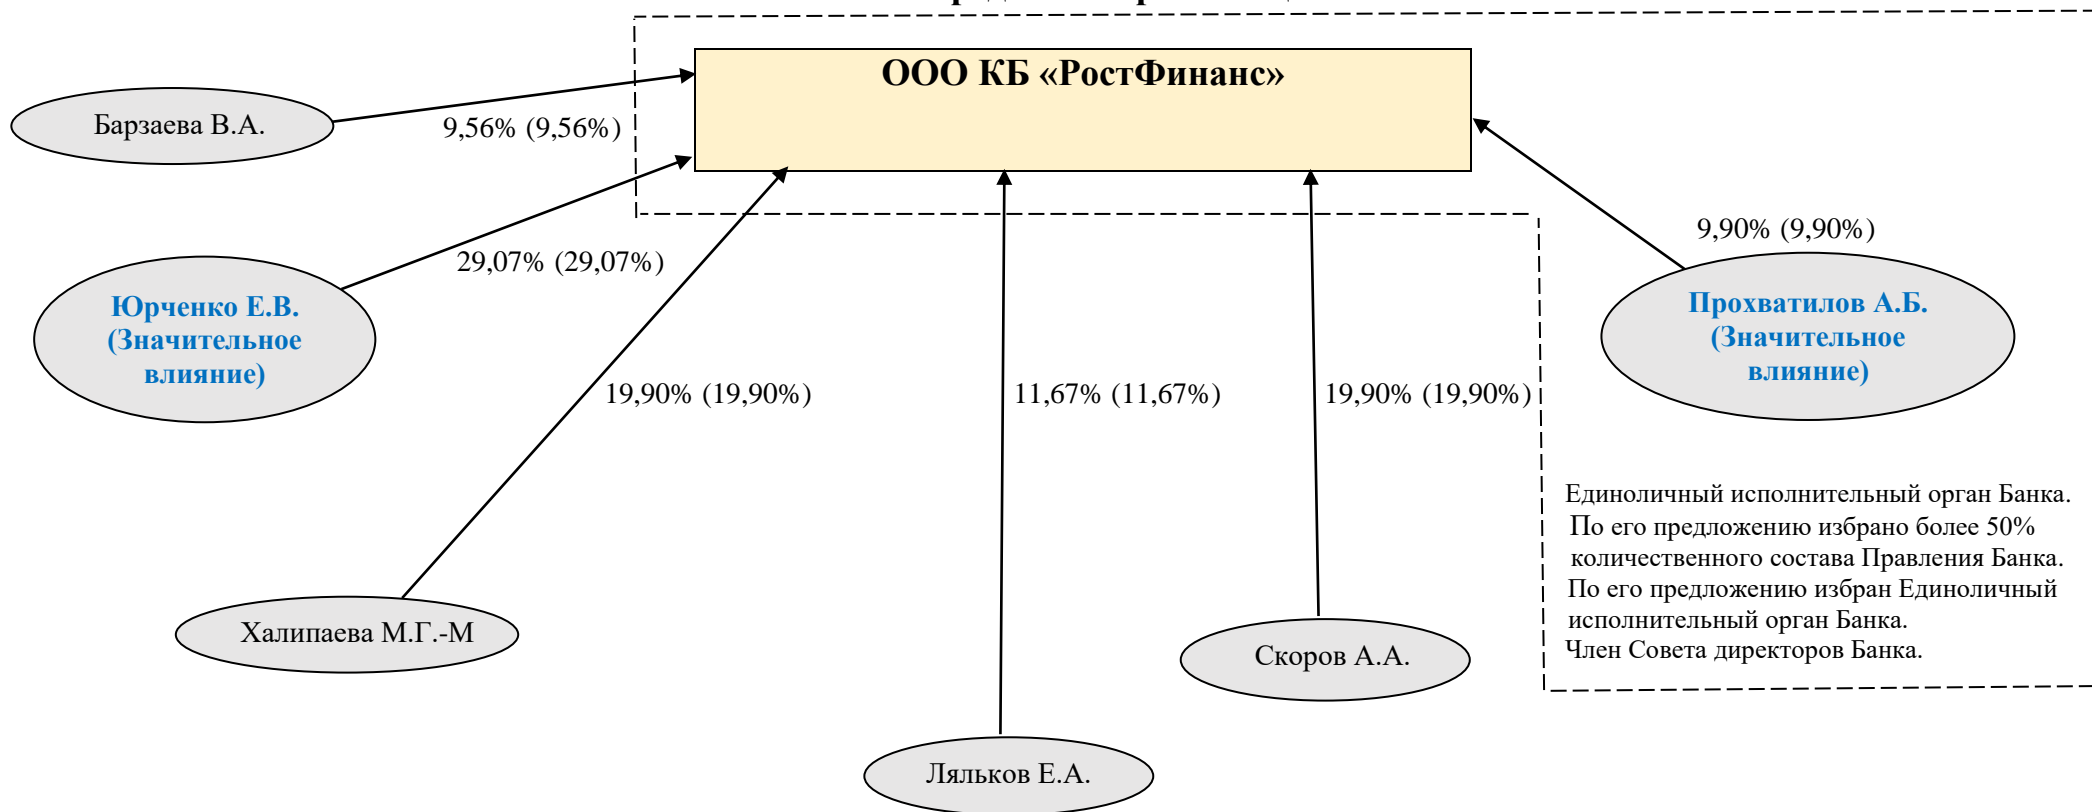 ООО КБ «РостФинанс»
Барзаева В.А.
9,56% (9,56%)
9,90% (9,90%)
29,07% (29,07%)
Юрченко Е.В.
(Значительное
влияние)
Прохватилов А.Б.
(Значительное
влияние)
19,90% (19,90%)
11,67% (11,67%)
19,90% (19,90%)
Единоличный исполнительный орган Банка.
По его предложению избрано более 50%
количественного состава Правления Банка.
По его предложению избран Единоличный
исполнительный орган Банка.
Член Совета директоров Банка.
Халипаева М.Г.-М
Скоров А.А.
Ляльков Е.А.